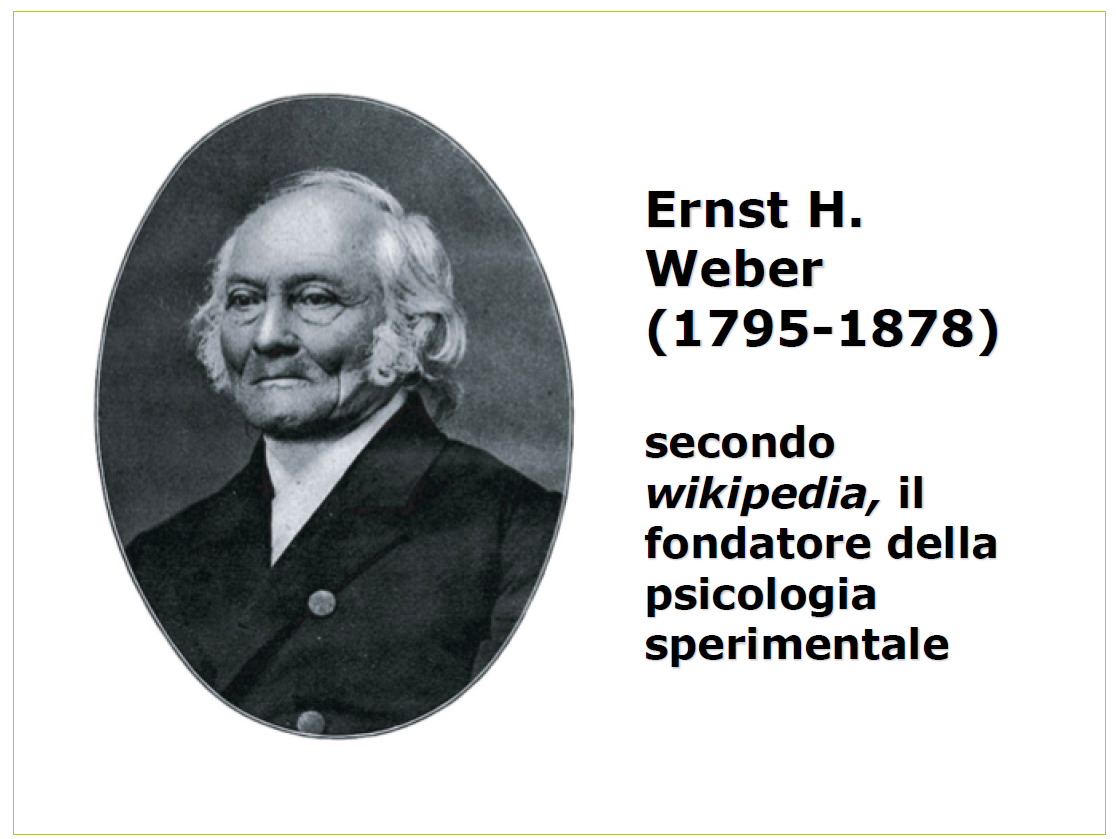 Ernst H.
Weber
(1795-1878)
secondo
wikipedia, il
fondatore della
psicologia
sperimentale